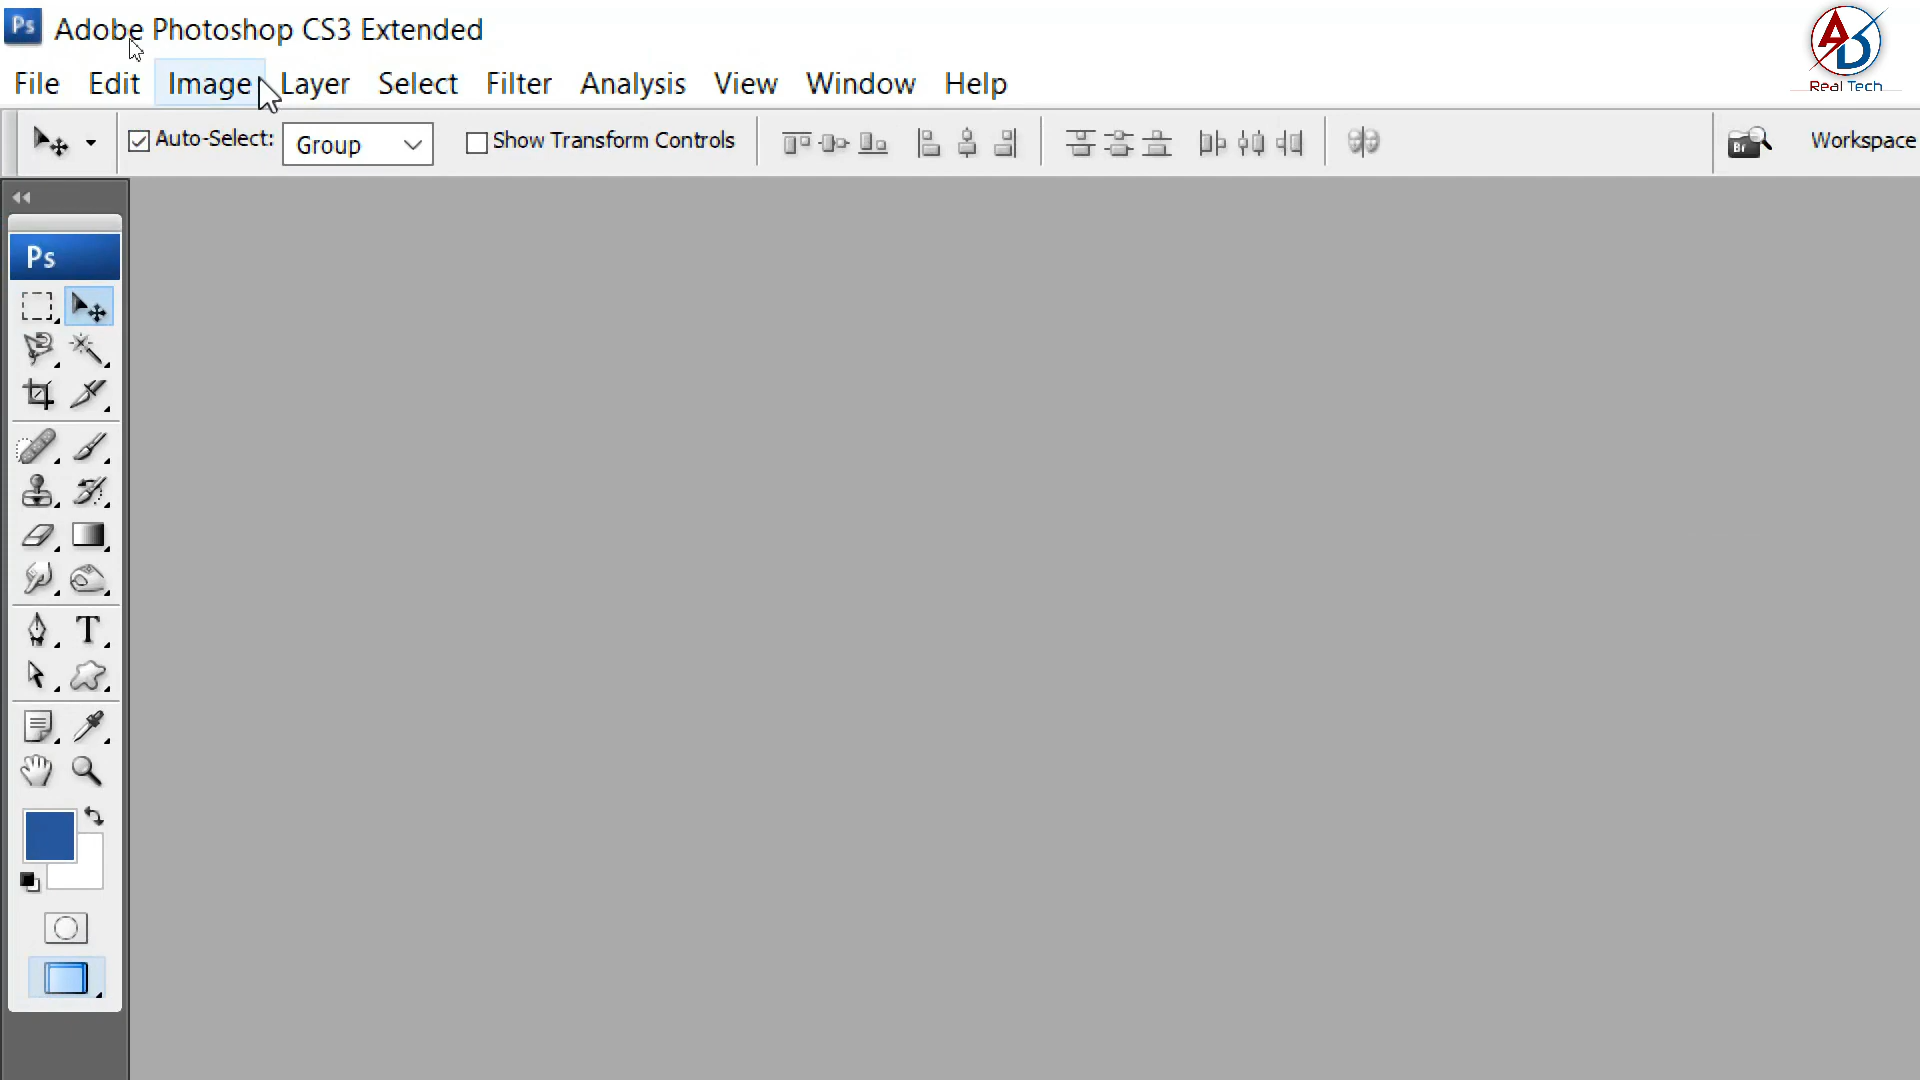 Ps Adobe Photoshop CS3 Extended
AD
Real Tech
File Edit Image Layer Select Filter Analysis View Window Help
Auto-Select: Group Show Transform Controls Br Workspace
Ps
T